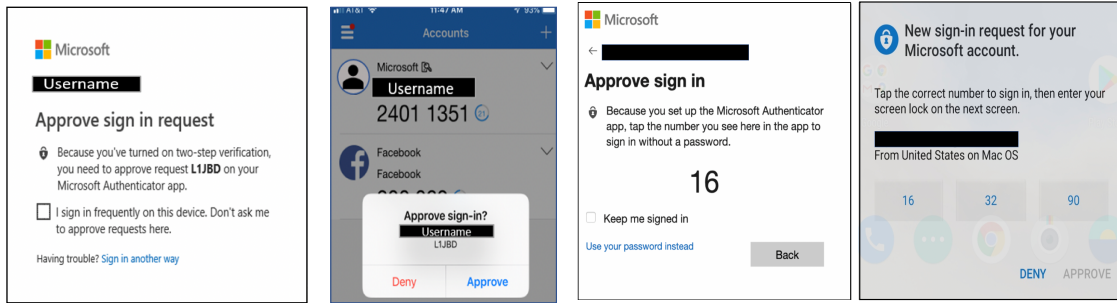 Microsoft
Username
Approve sign in request
Because you've turned on two-step verification,
you need to approve request L1JBD on your
Microsoft Authenticator app.
I sign in frequently on this device. Don't ask me
to approve requests here.
Having trouble? Sign in another way
AT&T 11:47 AM 93%
Accounts
Microsoft
Username
2401 1351 21
Facebook
Facebook
Approve sign-in?
Username
L1JBD
Deny Approve
Microsoft
Approve sign in
Because you set up the Microsoft Authenticator
app, tap the number you see here in the app to
sign in without a password.
16
Keep me signed in
Use your password instead
Back
New sign-in request for your
Microsoft account.
Tap the correct number to sign in, then enter your
screen lock on the next screen.
From United States on Mac OS
16 32 90
DENY APPROVE